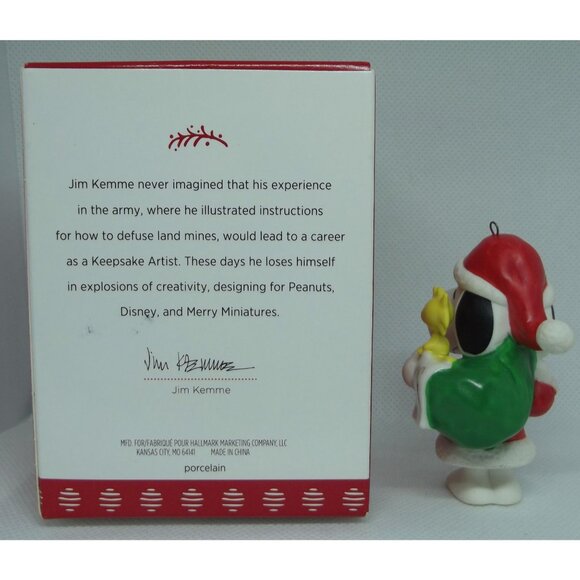 Jim Kemme never imagined that his experience
in the army, where he illustrated instructions
for how to defuse land mines, would lead to a career
as a Keepsake Artist. These days he loses himself
in explosions of creativity, designing for Peanuts,
Disney, and Merry Miniatures.
Jim Kemme
Jim Kemme
MFD. FOR/FABRIQUÉ POUR HALLMARK MARKETING COMPANY, LLC
KANSAS CITY, MO 64141 MADE IN CHINA
porcelain